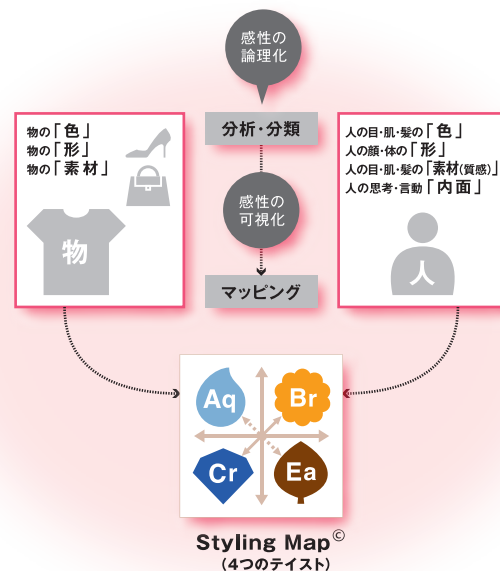 感性の
論理化
物の「色」
物の「形」
物の「素材」
物
分析・分類
感性の
可視化
マッピング
人の目・肌・髪の「色」
人の顔・体の「形」
人の目・肌・髪の「素材(質感)」
人の思考・言動「内面」
人
Aq
Br
Cr
Ea
Styling Map©
(4つのテイスト)